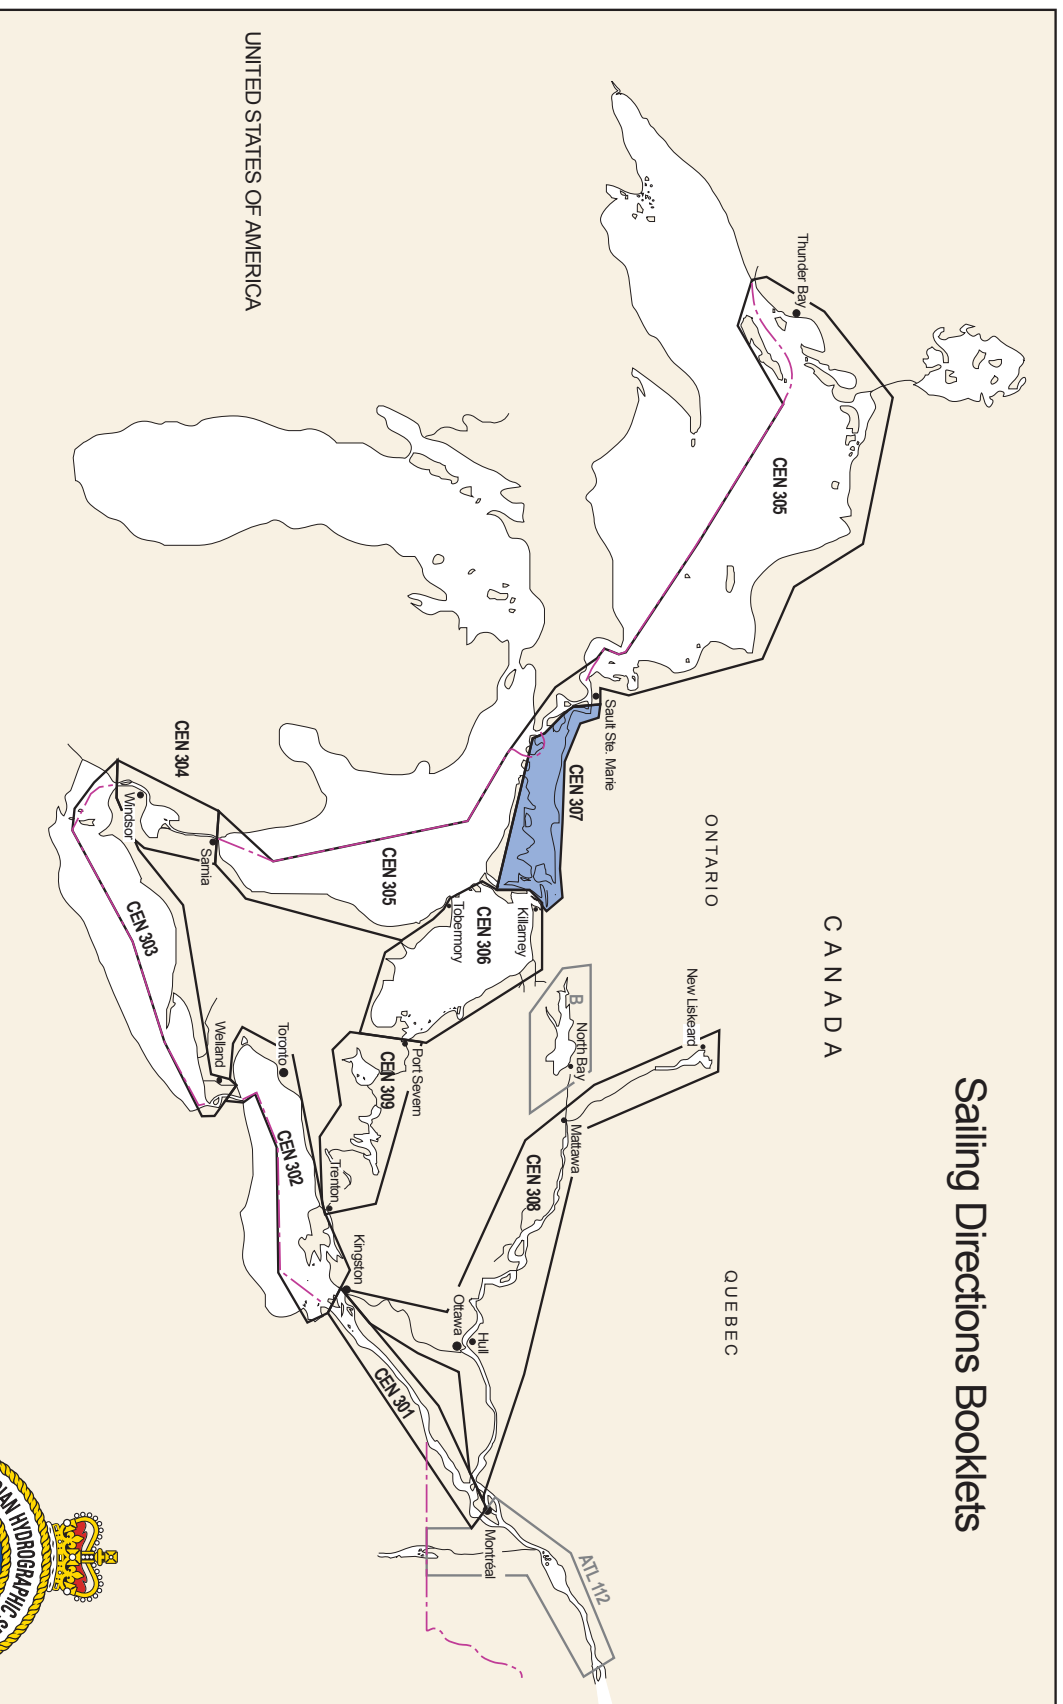 Sailing Directions Booklets
CANADA
ONTARIO
QUEBEC
UNITED STATES OF AMERICA
Thunder Bay
CEN 305
Sault Ste. Marie
CEN 307
New Liskeard
B
North Bay
Mattawa
CEN 308
Killarney
CEN 306
Tobermory
CEN 305
Port Severn
CEN 309
Trenton
CEN 304
Windsor
Sarnia
CEN 303
Welland
Toronto
CEN 302
Kingston
Ottawa
Hull
CEN 301
Montréal
ATL 112